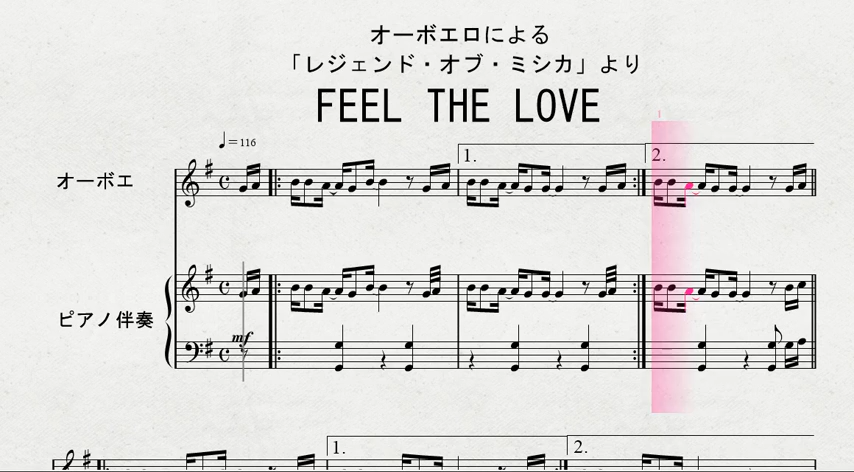 オーボエロによる
「レジェンド・オブ・ミシカ」より
FEEL THE LOVE
♩=116
1.
2.
オーボエ
ピアノ伴奏
mf
1.
2.